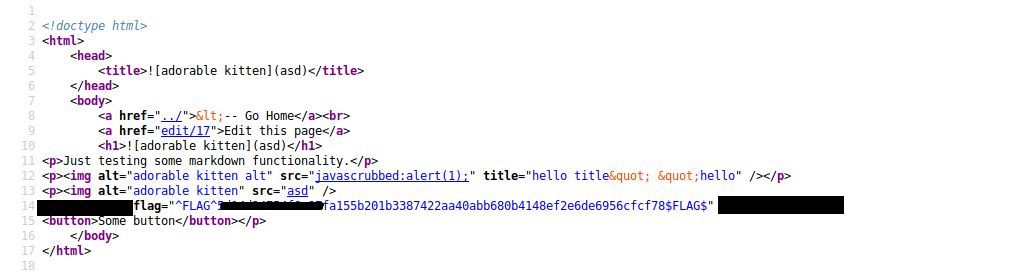 1
2 <!doctype html>
3 <html>
4 <head>
5 <title>![adorable kitten](asd)</title>
6 </head>
7 <body>
8 <a href="../">&lt;-- Go Home</a><br>
9 <a href="edit/17">Edit this page</a>
10 <h1>![adorable kitten](asd)</h1>
11 <p>Just testing some markdown functionality.</p>
12 <p><img alt="adorable kitten alt" src="javascrubbed:alert(1);" title="hello title&quot; &quot;hello" /></p>
13 <p><img alt="adorable kitten" src="asd" />
14 flag="^FLAG^ fa155b201b3387422aa40abb680b4148ef2e6de6956cfcf78$FLAG$"
15 <button>Some button</button></p>
16 </body>
17 </html>
18